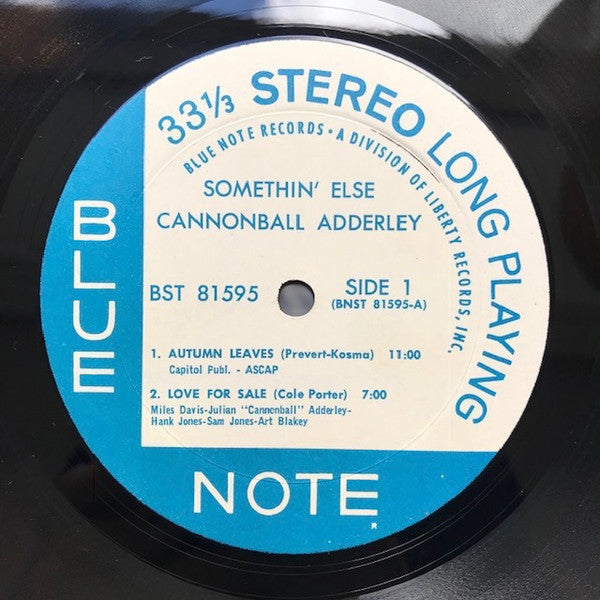 33⅓ STEREO LONG PLAYING
BLUE NOTE RECORDS • A DIVISION OF LIBERTY RECORDS, INC.
SOMETHIN' ELSE
CANNONBALL ADDERLEY
BST 81595
SIDE 1
(BNST 81595-A)
1. AUTUMN LEAVES (Prevert-Kosma) 11:00
Capitol Publ. - ASCAP
2. LOVE FOR SALE (Cole Porter) 7:00
Miles Davis-Julian "Cannonball" Adderley-
Hank Jones-Sam Jones-Art Blakey
BLUE
NOTE
R